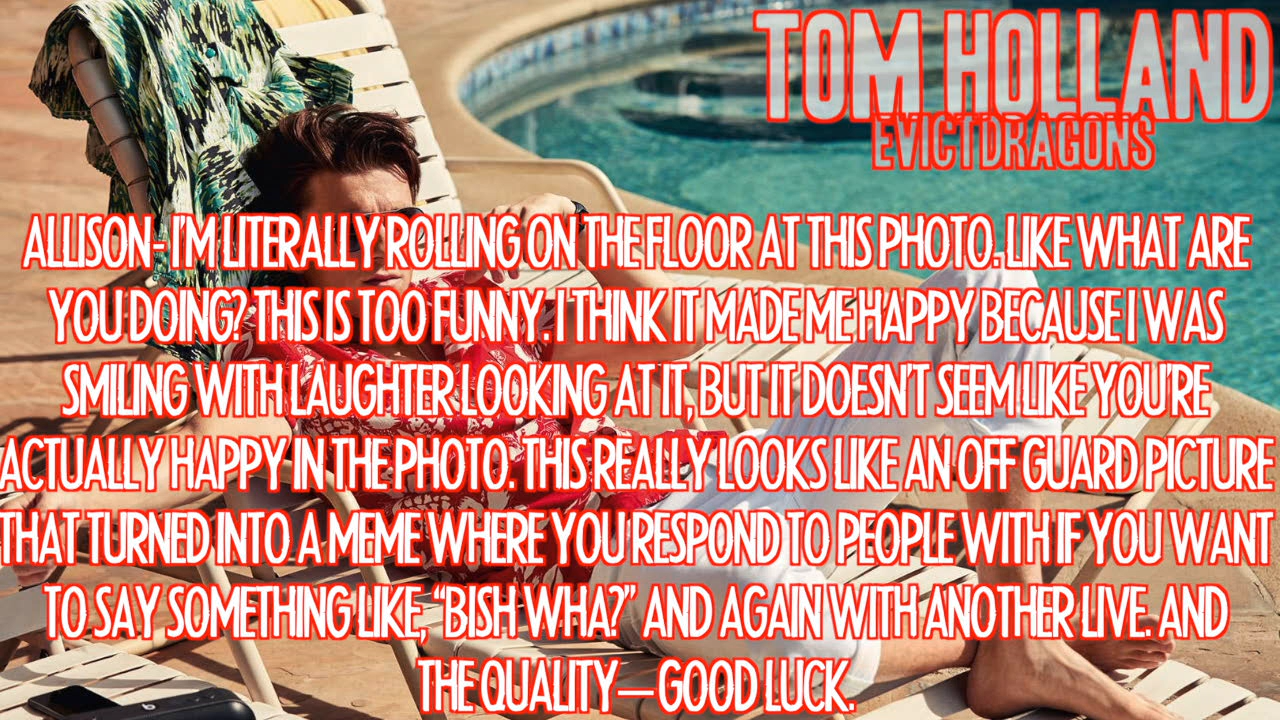 TOM HOLLAND
EVICTDRAGONS
ALLISON- I'M LITERALLY ROLLING ON THE FLOOR AT THIS PHOTO. LIKE WHAT ARE
YOU DOING? THIS IS TOO FUNNY. I THINK IT MADE ME HAPPY BECAUSE I WAS
SMILING WITH LAUGHTER LOOKING AT IT, BUT IT DOESN'T SEEM LIKE YOU'RE
ACTUALLY HAPPY IN THE PHOTO. THIS REALLY LOOKS LIKE AN OFF GUARD PICTURE
THAT TURNED INTO A MEME WHERE YOU RESPOND TO PEOPLE WITH IF YOU WANT
TO SAY SOMETHING LIKE, “BISH WHA?” AND AGAIN WITH ANOTHER LIVE. AND
THE QUALITY—GOOD LUCK.